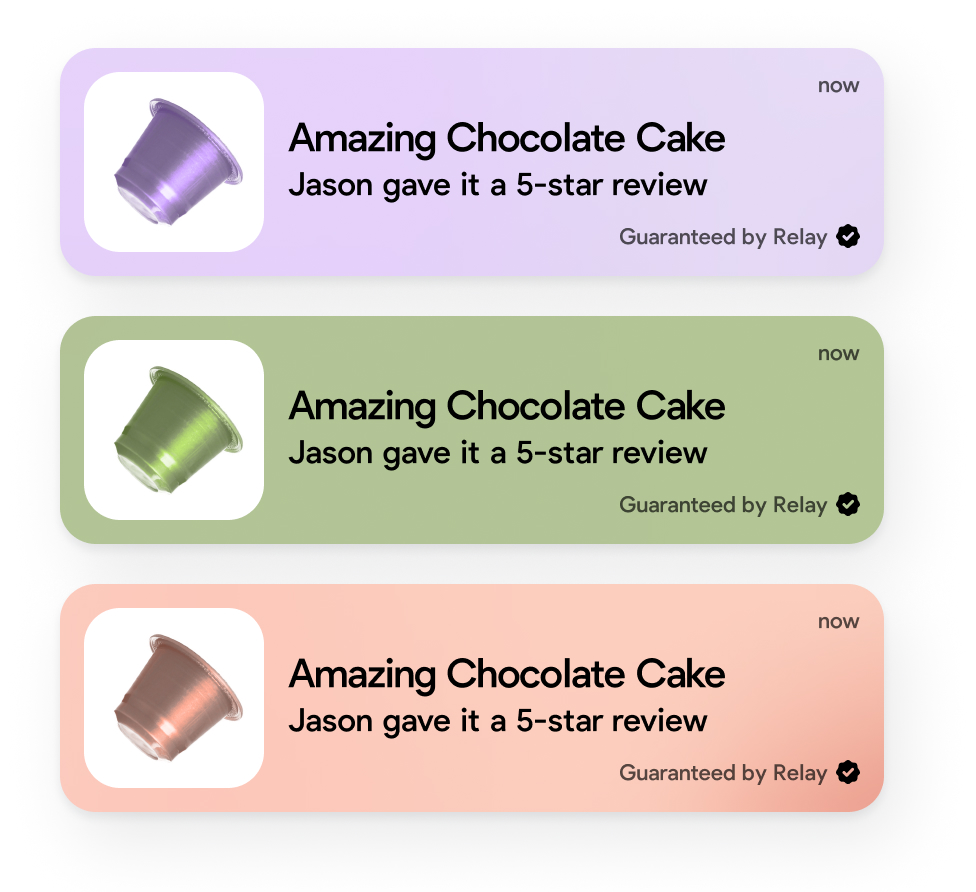 now
Amazing Chocolate Cake
Jason gave it a 5-star review
Guaranteed by Relay
now
Amazing Chocolate Cake
Jason gave it a 5-star review
Guaranteed by Relay
now
Amazing Chocolate Cake
Jason gave it a 5-star review
Guaranteed by Relay